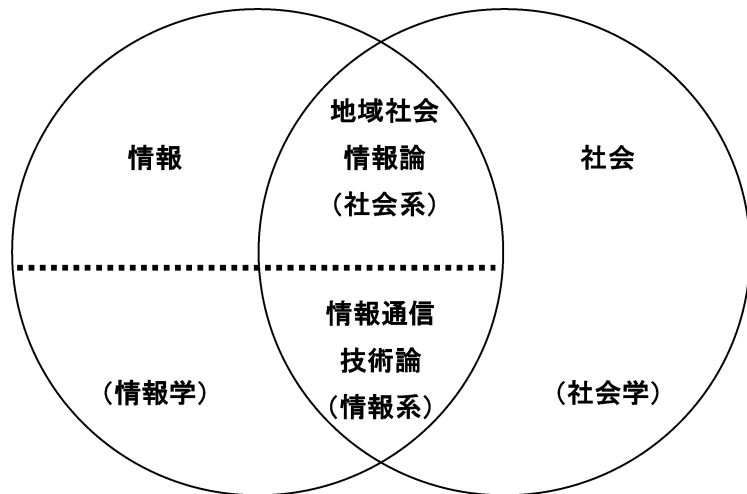 情報
(情報学)
地域社会
情報論
(社会系)
情報通信
技術論
(情報系)
社会
(社会学)